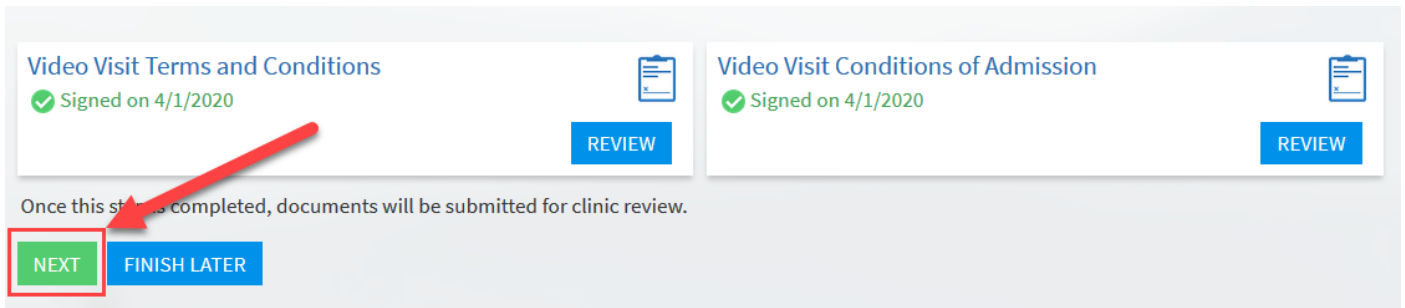 Video Visit Terms and Conditions
Signed on 4/1/2020
REVIEW
Video Visit Conditions of Admission
Signed on 4/1/2020
REVIEW
Once this completed, documents will be submitted for clinic review.
NEXT
FINISH LATER